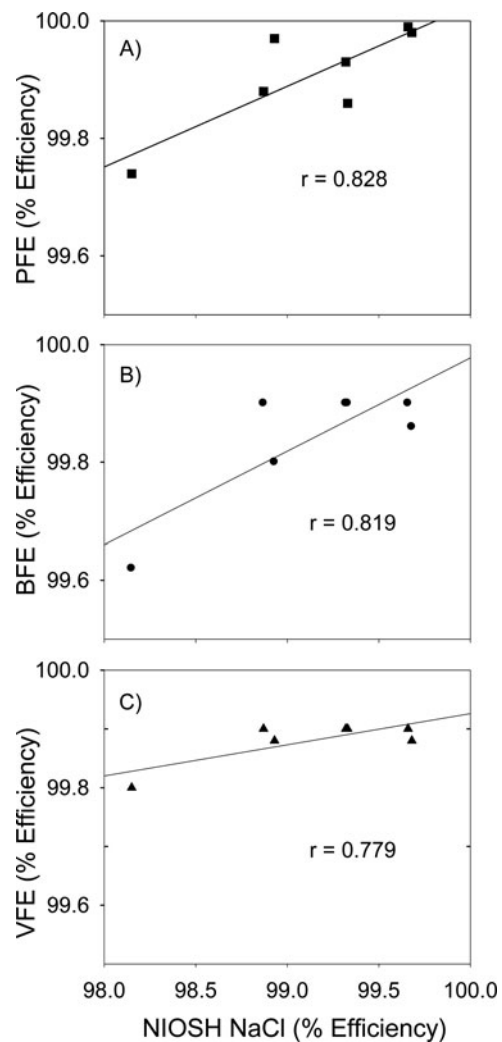 100.0
A)
99.8
r = 0.828
99.6
PFE (% Efficiency)
100.0
B)
99.8
r = 0.819
99.6
BFE (% Efficiency)
100.0
C)
99.8
r = 0.779
99.6
VFE (% Efficiency)
98.0 98.5 99.0 99.5 100.0
NIOSH NaCl (% Efficiency)